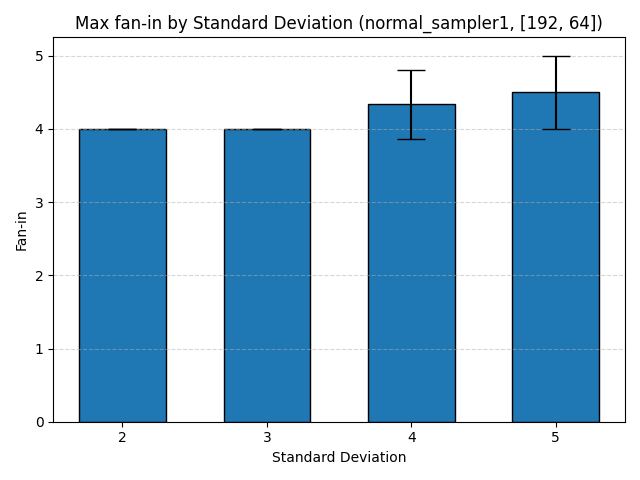 Max fan-in by Standard Deviation (normal_sampler1, [192, 64])
5
4
3
2
1
0
Fan-in
2 3 4 5
Standard Deviation